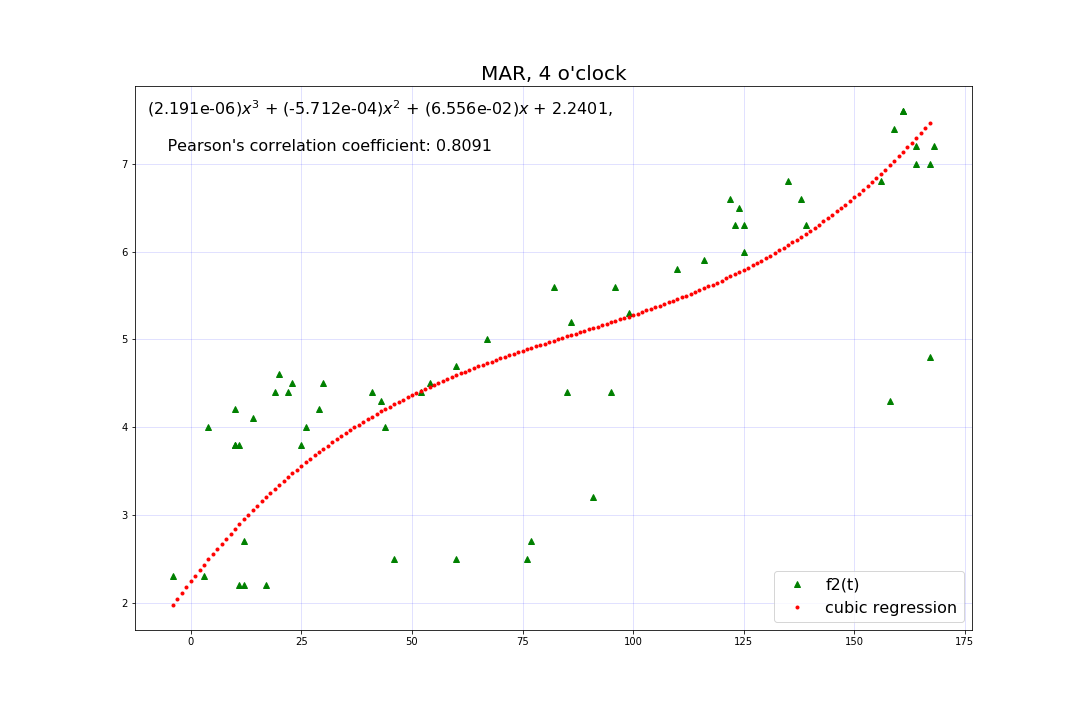 MAR, 4 o'clock
(2.191e-06)x³ + (-5.712e-04)x² + (6.556e-02)x + 2.2401,
Pearson's correlation coefficient: 0.8091
7
6
5
4
3
2
f2(t)
cubic regression
0 25 50 75 100 125 150 175